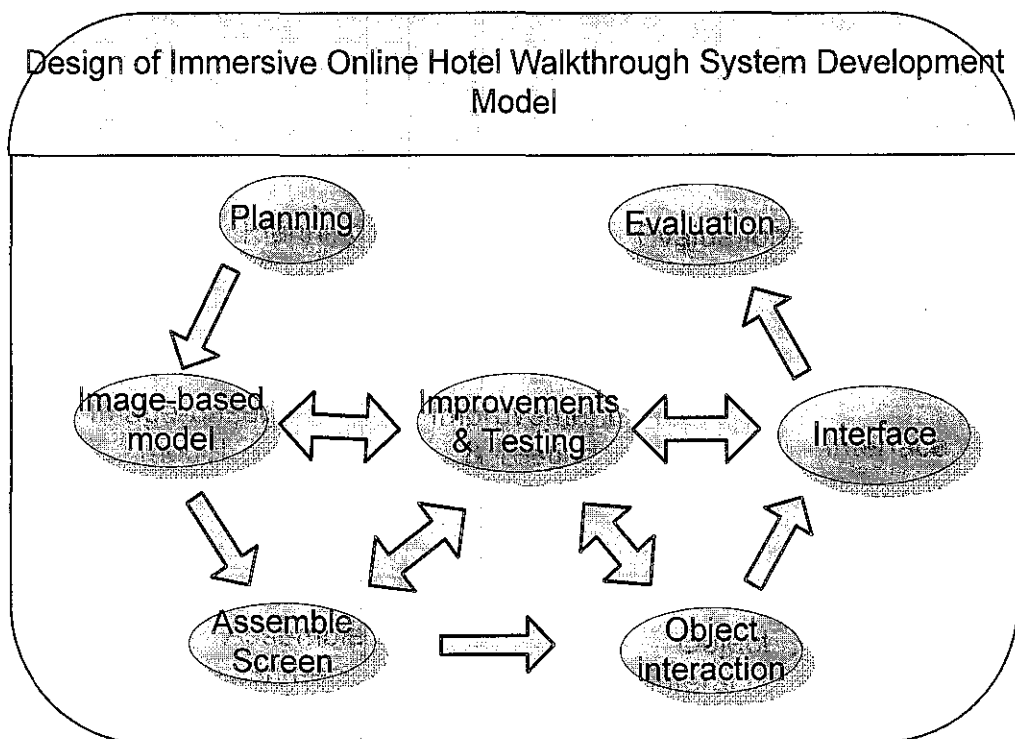 Design of Immersive Online Hotel Walkthrough System Development
Model
Planning
Evaluation
Image-based
model
Improvements
& Testing
Interface
Assemble
Screen
Object
interaction